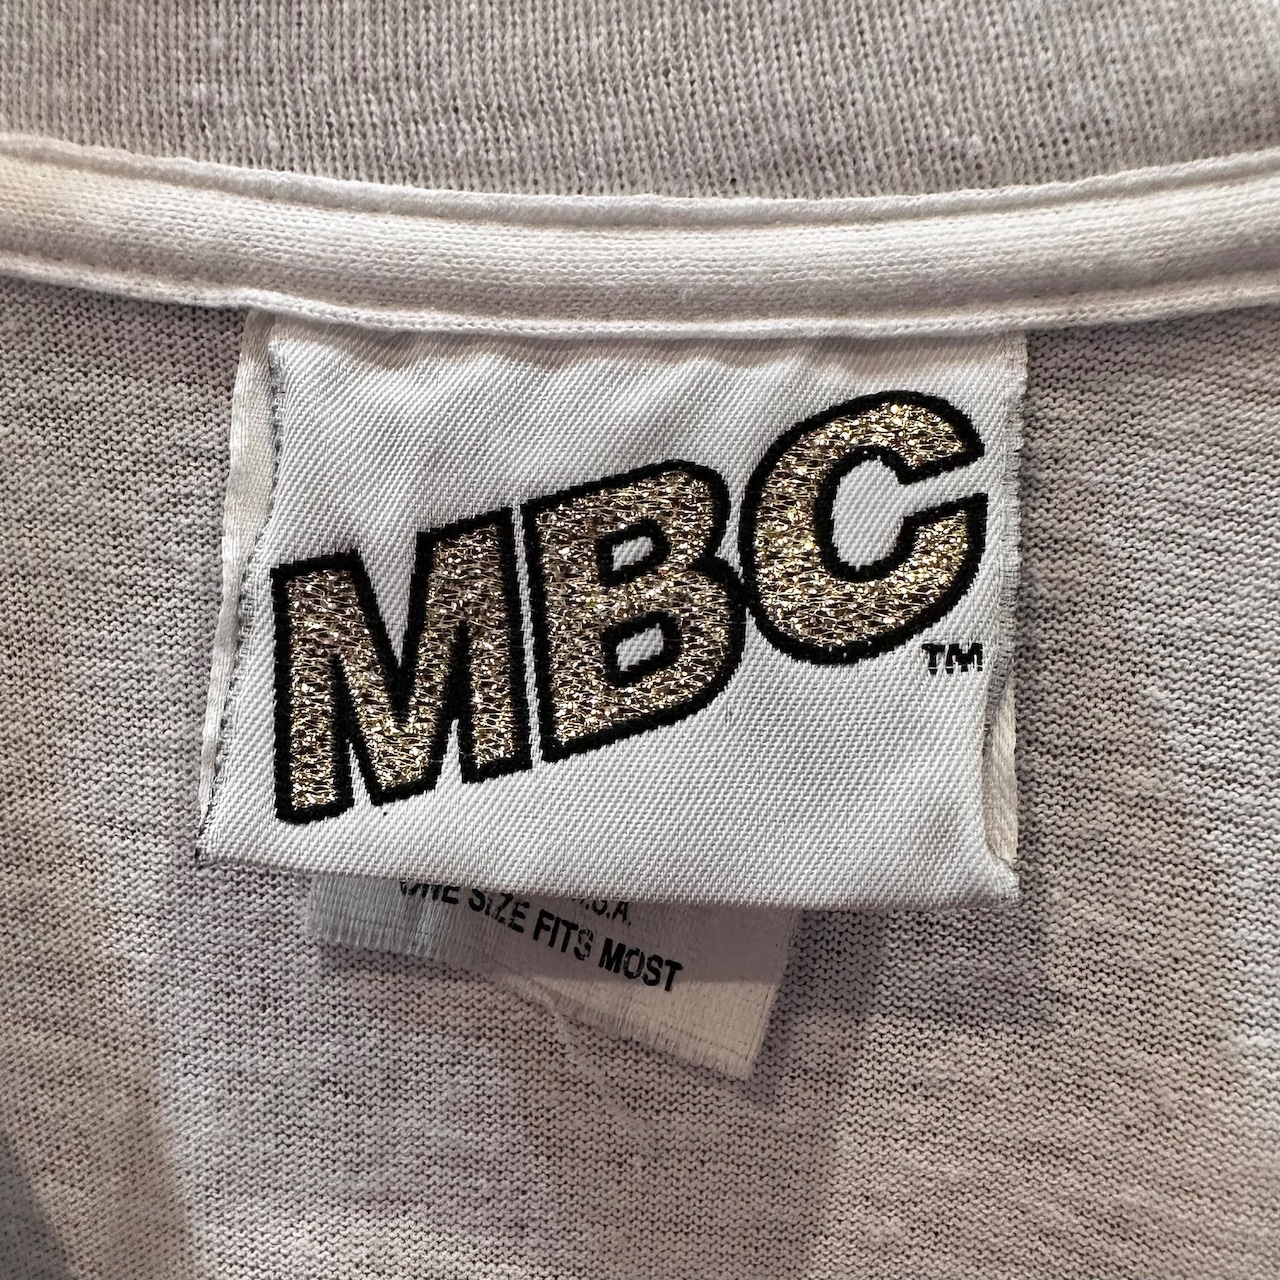 MBC
TM
U.S.A.
ONE SIZE FITS MOST